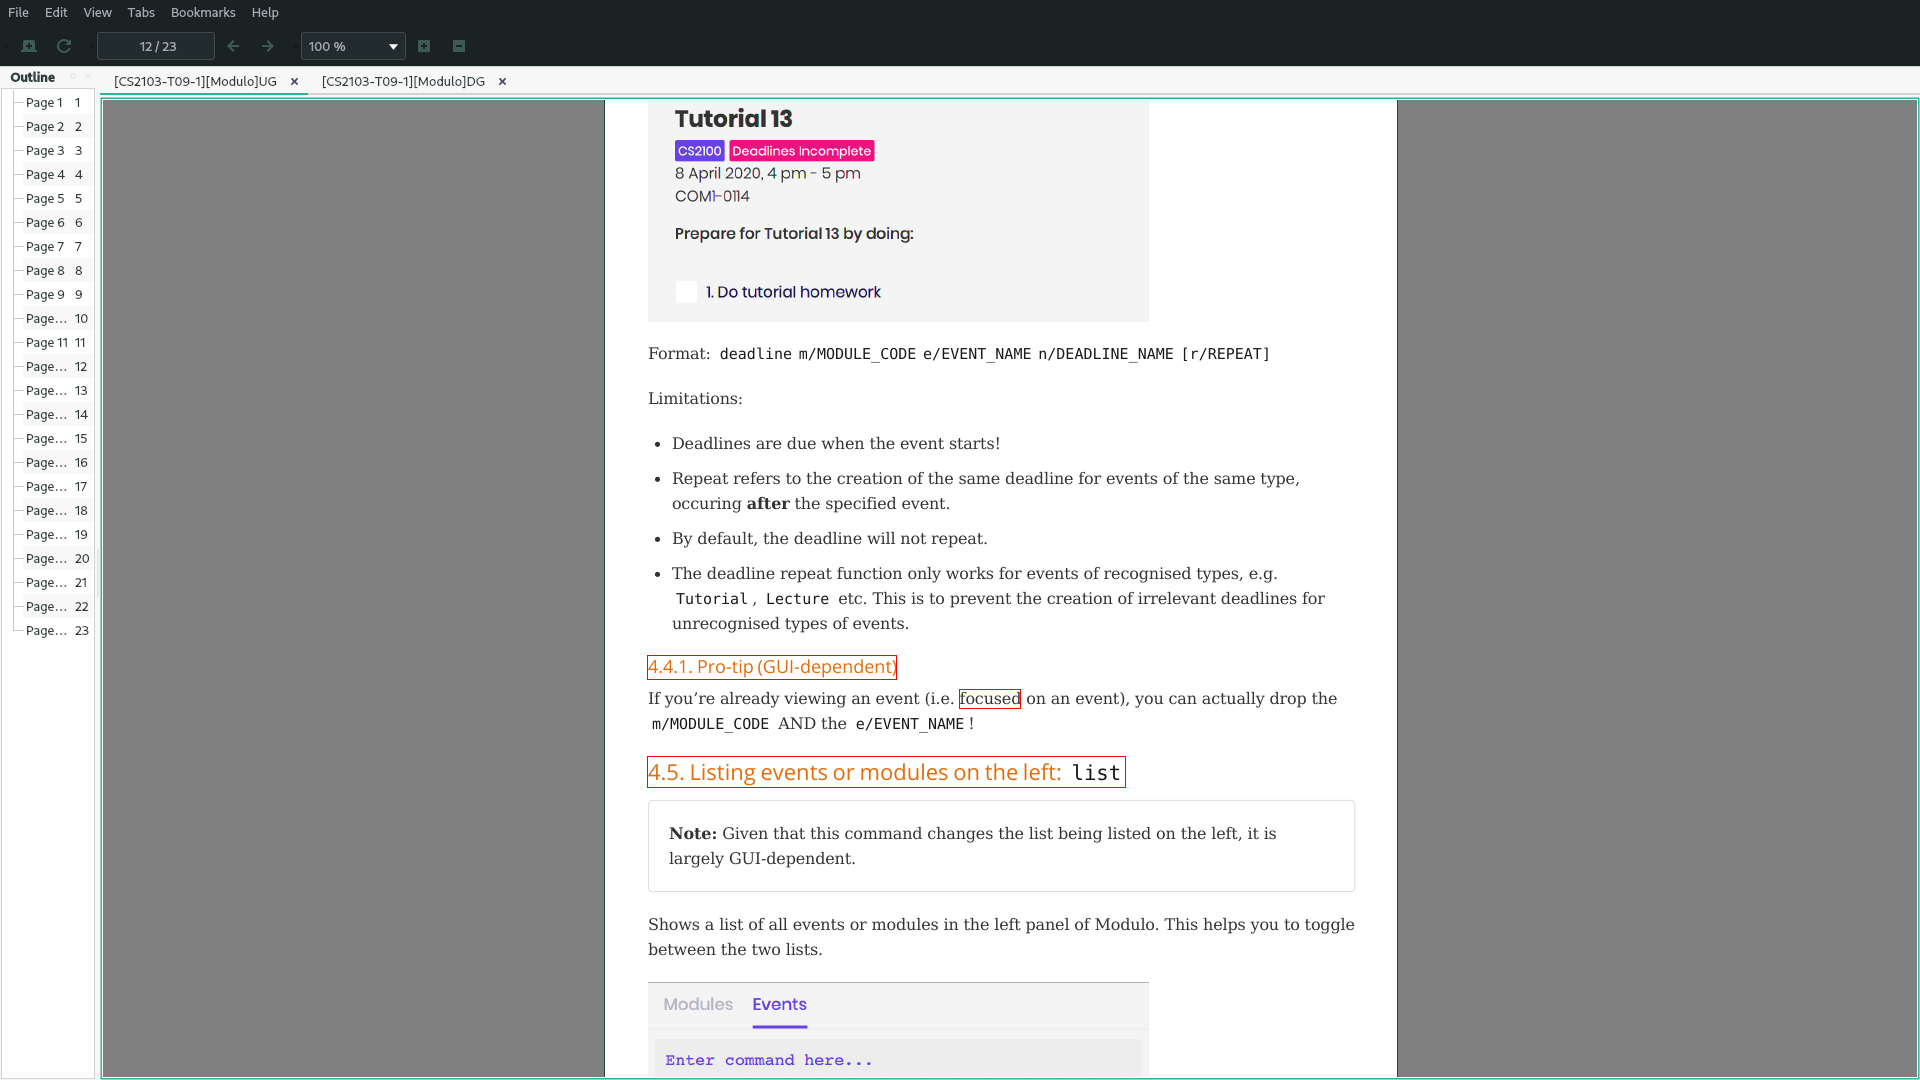 File Edit View Tabs Bookmarks Help
12 / 23 100 %
Outline
[CS2103-T09-1][Modulo]UG [CS2103-T09-1][Modulo]DG
Page 1 1
Page 2 2
Page 3 3
Page 4 4
Page 5 5
Page 6 6
Page 7 7
Page 8 8
Page 9 9
Page... 10
Page 11 11
Page... 12
Page... 13
Page... 14
Page... 15
Page... 16
Page... 17
Page... 18
Page... 19
Page... 20
Page... 21
Page... 22
Page... 23
Tutorial 13
CS2100 Deadlines Incomplete
8 April 2020, 4 pm - 5 pm
COM1-0114
Prepare for Tutorial 13 by doing:
1. Do tutorial homework
Format: deadline m/MODULE_CODE e/EVENT_NAME n/DEADLINE_NAME [r/REPEAT]
Limitations:
• Deadlines are due when the event starts!
• Repeat refers to the creation of the same deadline for events of the same type,
occuring after the specified event.
• By default, the deadline will not repeat.
• The deadline repeat function only works for events of recognised types, e.g.
Tutorial, Lecture etc. This is to prevent the creation of irrelevant deadlines for
unrecognised types of events.
4.4.1. Pro-tip (GUI-dependent)
If you’re already viewing an event (i.e. focused on an event), you can actually drop the
m/MODULE_CODE AND the e/EVENT_NAME!
4.5. Listing events or modules on the left: list
Note: Given that this command changes the list being listed on the left, it is
largely GUI-dependent.
Shows a list of all events or modules in the left panel of Modulo. This helps you to toggle
between the two lists.
Modules Events
Enter command here...